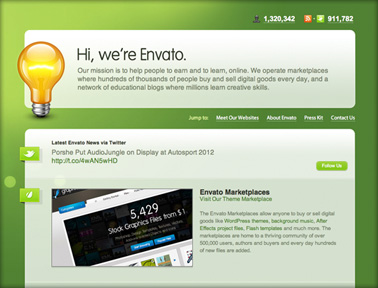 1,320,342 911,782
Hi, we're Envato.
Our mission is to help people to earn and to learn, online. We operate marketplaces
where hundreds of thousands of people buy and sell digital goods every day, and a
network of educational blogs where millions learn creative skills.
Jump to: Meet Our Websites About Envato Press Kit Contact Us
Latest Envato News via Twitter
Porshe Put AudioJungle on Display at Autosport 2012
http://t.co/4wAN5wHD
Follow Us
Envato Marketplaces
Visit Our Theme Marketplace
5,429
Stock Graphics Files from $1
The Envato Marketplaces allow anyone to buy or sell digital
goods like WordPress themes, background music, After
Effects project files, Flash templates and much more. The
marketplaces are home to a thriving community of over
500,000 users, authors and buyers and every day hundreds
of new files are added.